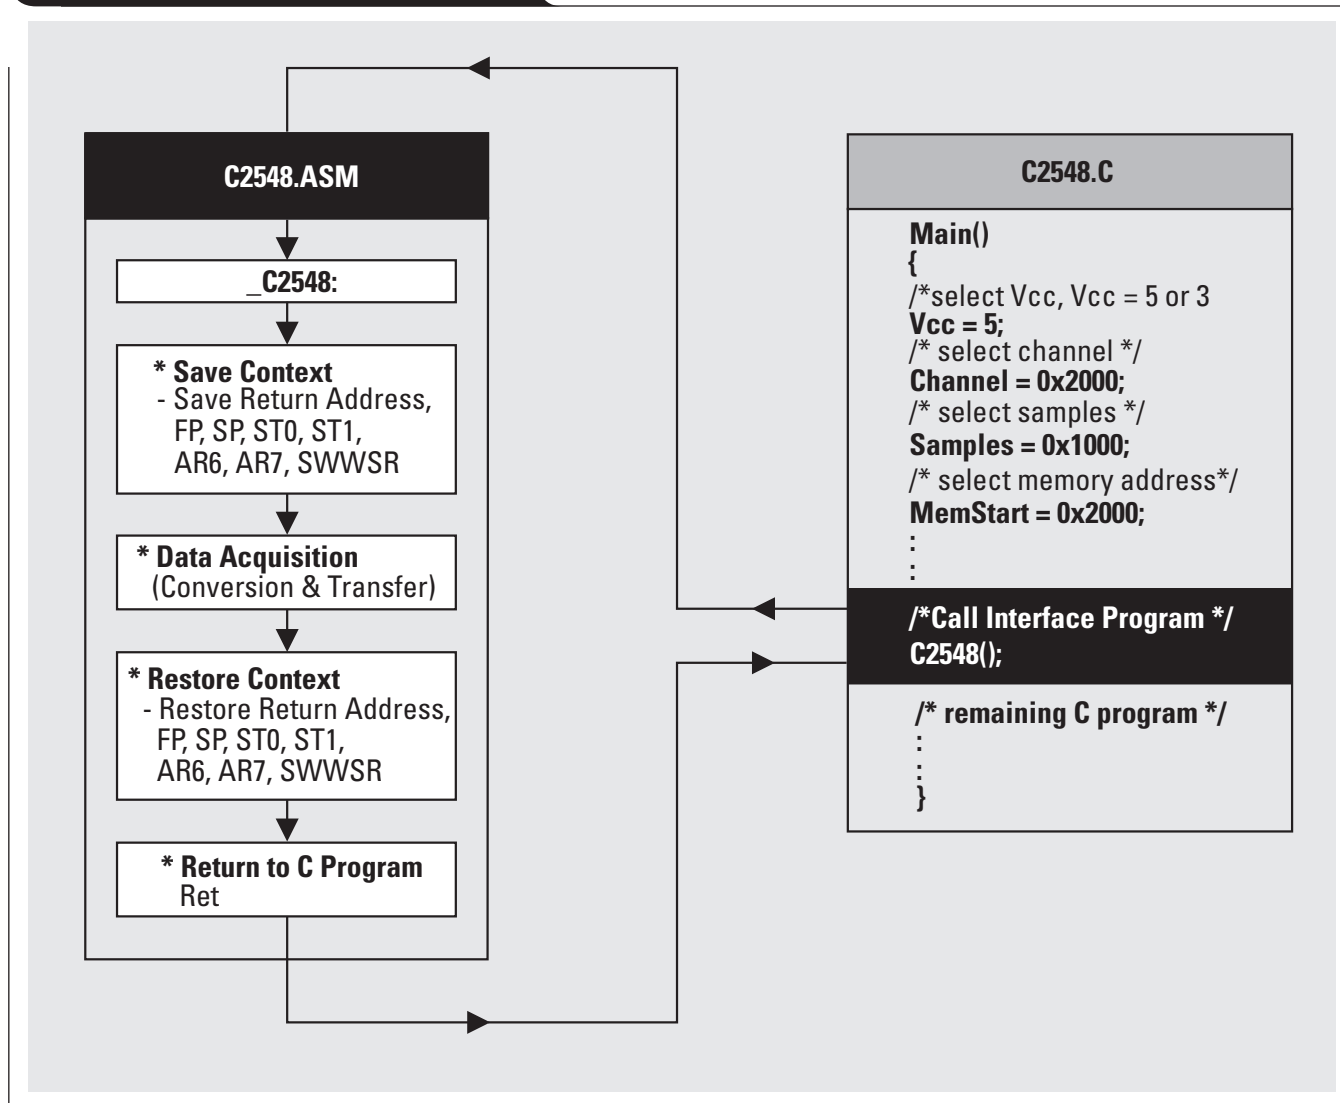 C2548.ASM
_C2548:
* Save Context
- Save Return Address,
FP, SP, ST0, ST1,
AR6, AR7, SWWSR
* Data Acquisition
(Conversion & Transfer)
* Restore Context
- Restore Return Address,
FP, SP, ST0, ST1,
AR6, AR7, SWWSR
* Return to C Program
Ret
C2548.C
Main()
{
/*select Vcc, Vcc = 5 or 3
Vcc = 5;
/* select channel */
Channel = 0x2000;
/* select samples */
Samples = 0x1000;
/* select memory address*/
MemStart = 0x2000;
:
:
/*Call Interface Program */
C2548();
/* remaining C program */
:
:
}